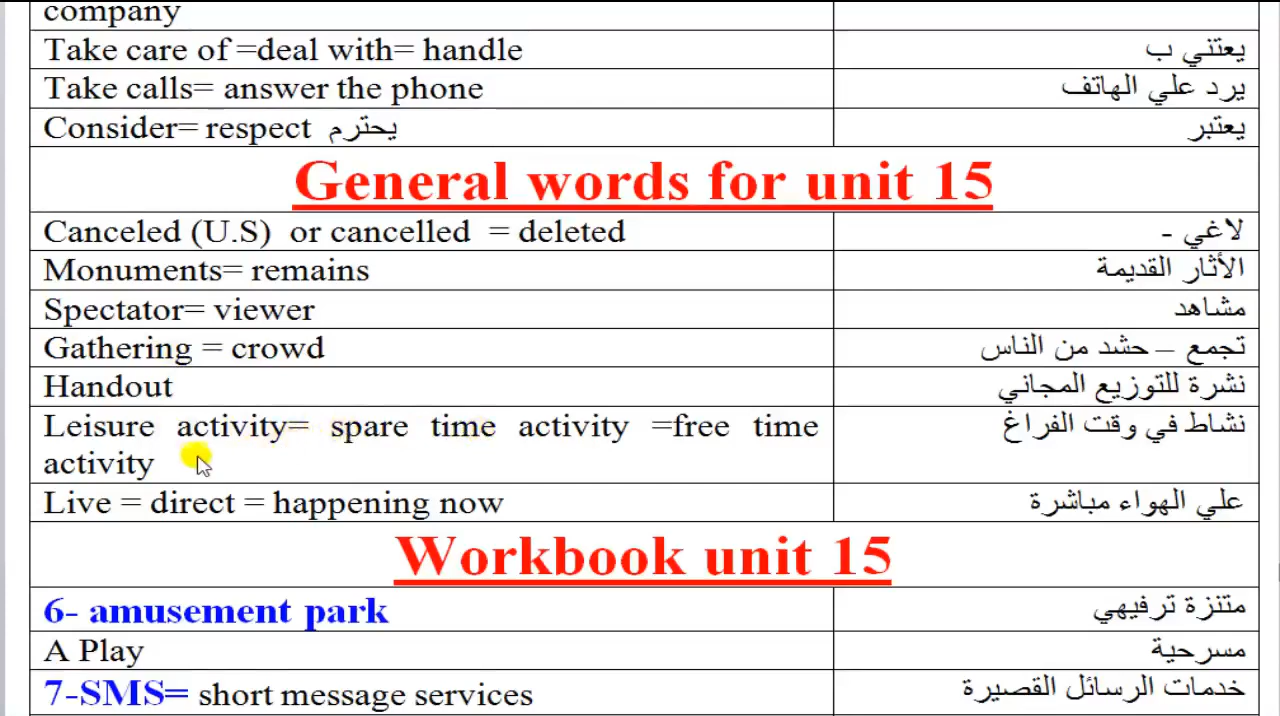 company
Take care of =deal with= handle يعتني ب
Take calls= answer the phone يرد علي الهاتف
Consider= respect يحترم يعتبر
General words for unit 15
Canceled (U.S) or cancelled = deleted لاغي -
Monuments= remains الأثار القديمة
Spectator= viewer مشاهد
Gathering = crowd تجمع – حشد من الناس
Handout نشرة للتوزيع المجاني
Leisure activity= spare time activity =free time نشاط في وقت الفراغ
activity
Live = direct = happening now علي الهواء مباشرة
Workbook unit 15
6- amusement park متنزة ترفيهي
A Play مسرحية
7-SMS= short message services خدمات الرسائل القصيرة